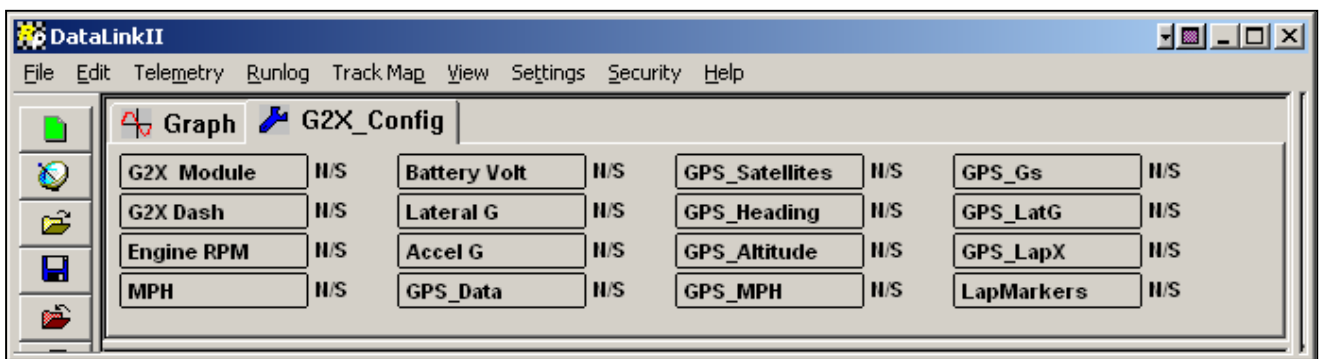 DataLinkII
File Edit Telemetry Runlog Track Map View Settings Security Help
Graph G2X_Config
G2X Module N/S Battery Volt N/S GPS_Satellites N/S GPS_Gs N/S
G2X Dash N/S Lateral G N/S GPS_Heading N/S GPS_LatG N/S
Engine RPM N/S Accel G N/S GPS_Altitude N/S GPS_LapX N/S
MPH N/S GPS_Data N/S GPS_MPH N/S LapMarkers N/S